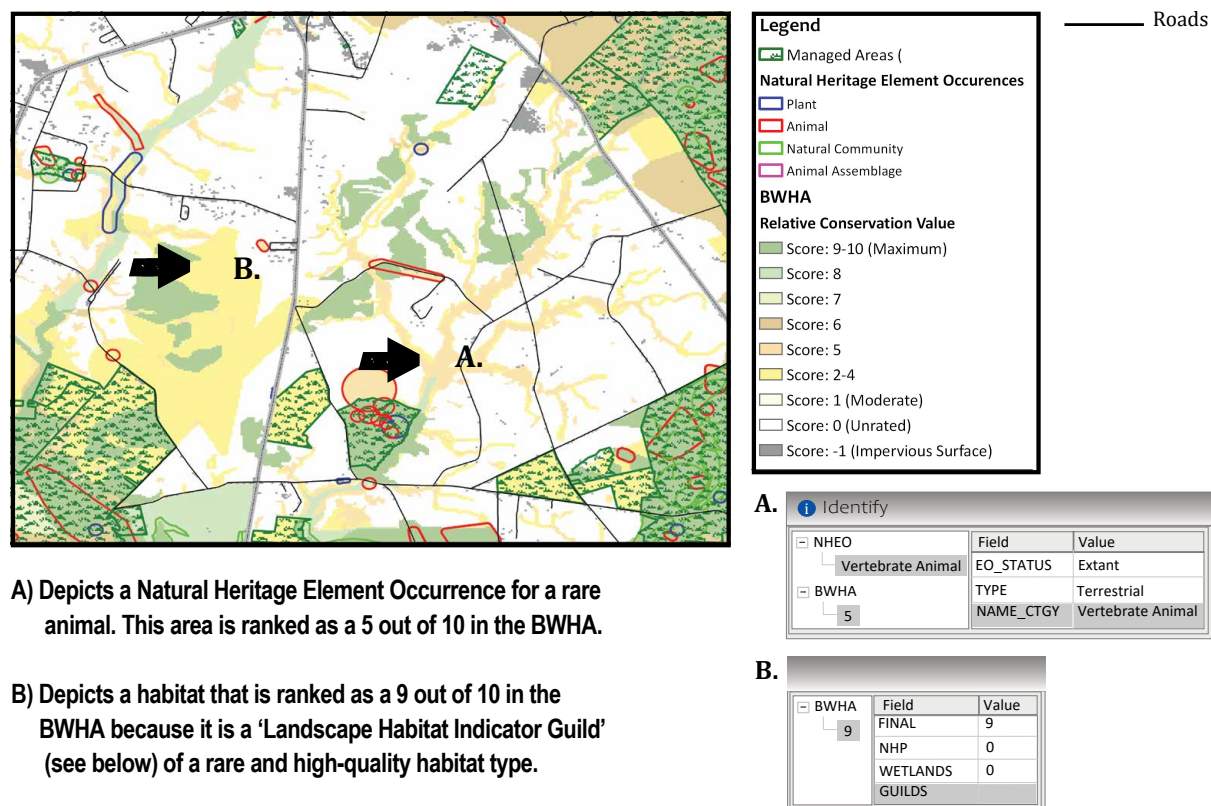 Legend
Managed Areas (
Natural Heritage Element Occurences
Plant
Animal
Natural Community
Animal Assemblage
BWHA
Relative Conservation Value
Score: 9-10 (Maximum)
Score: 8
Score: 7
Score: 6
Score: 5
Score: 2-4
Score: 1 (Moderate)
Score: 0 (Unrated)
Score: -1 (Impervious Surface)
Roads
B.
A.
A.
Identify
NHEO
Vertebrate Animal
BWHA
5
Field Value
EO_STATUS Extant
TYPE Terrestrial
NAME_CTGY Vertebrate Animal
B.
BWHA
9
Field Value
FINAL 9
NHP 0
WETLANDS 0
GUILDS
A) Depicts a Natural Heritage Element Occurrence for a rare
animal. This area is ranked as a 5 out of 10 in the BWHA.
B) Depicts a habitat that is ranked as a 9 out of 10 in the
BWHA because it is a ‘Landscape Habitat Indicator Guild’
(see below) of a rare and high-quality habitat type.